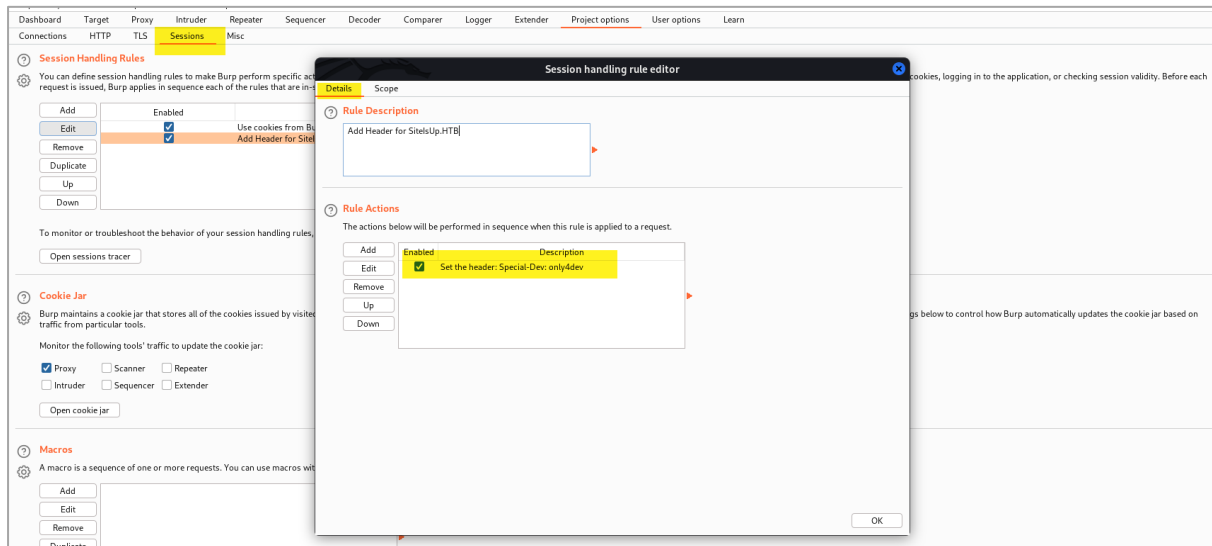 Dashboard Target Proxy Intruder Repeater Sequencer Decoder Comparer Logger Extender Project options User options Learn
Connections HTTP TLS Sessions Misc
Session Handling Rules
You can define session handling rules to make Burp perform specific act
cookies, logging in to the application, or checking session validity. Before each
request is issued, Burp applies in sequence each of the rules that are in-s
Add
Edit
Remove
Duplicate
Up
Down
Enabled
Use cookies from Bu
Add Header for SiteI
To monitor or troubleshoot the behavior of your session handling rules,
Open sessions tracer
Cookie Jar
Burp maintains a cookie jar that stores all of the cookies issued by visite
gs below to control how Burp automatically updates the cookie jar based on
traffic from particular tools.
Monitor the following tools' traffic to update the cookie jar:
Proxy Scanner Repeater
Intruder Sequencer Extender
Open cookie jar
Macros
A macro is a sequence of one or more requests. You can use macros wit
Add
Edit
Remove
Duplicate
Session handling rule editor
Details Scope
Rule Description
Add Header for SiteIsUp.HTB
Rule Actions
The actions below will be performed in sequence when this rule is applied to a request.
Add
Edit
Remove
Up
Down
Enabled Description
Set the header: Special-Dev: only4dev
OK